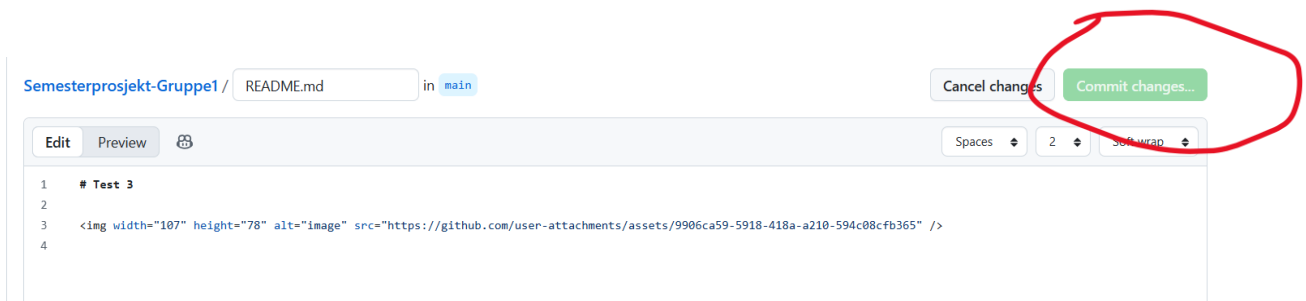 Semesterprosjekt-Gruppe1 / README.md in main Cancel changes Commit changes...
Edit Preview Spaces 2 Soft wrap
1 # Test 3
2
3 <img width="107" height="78" alt="image" src="https://github.com/user-attachments/assets/9906ca59-5918-418a-a210-594c08cfb365" />
4